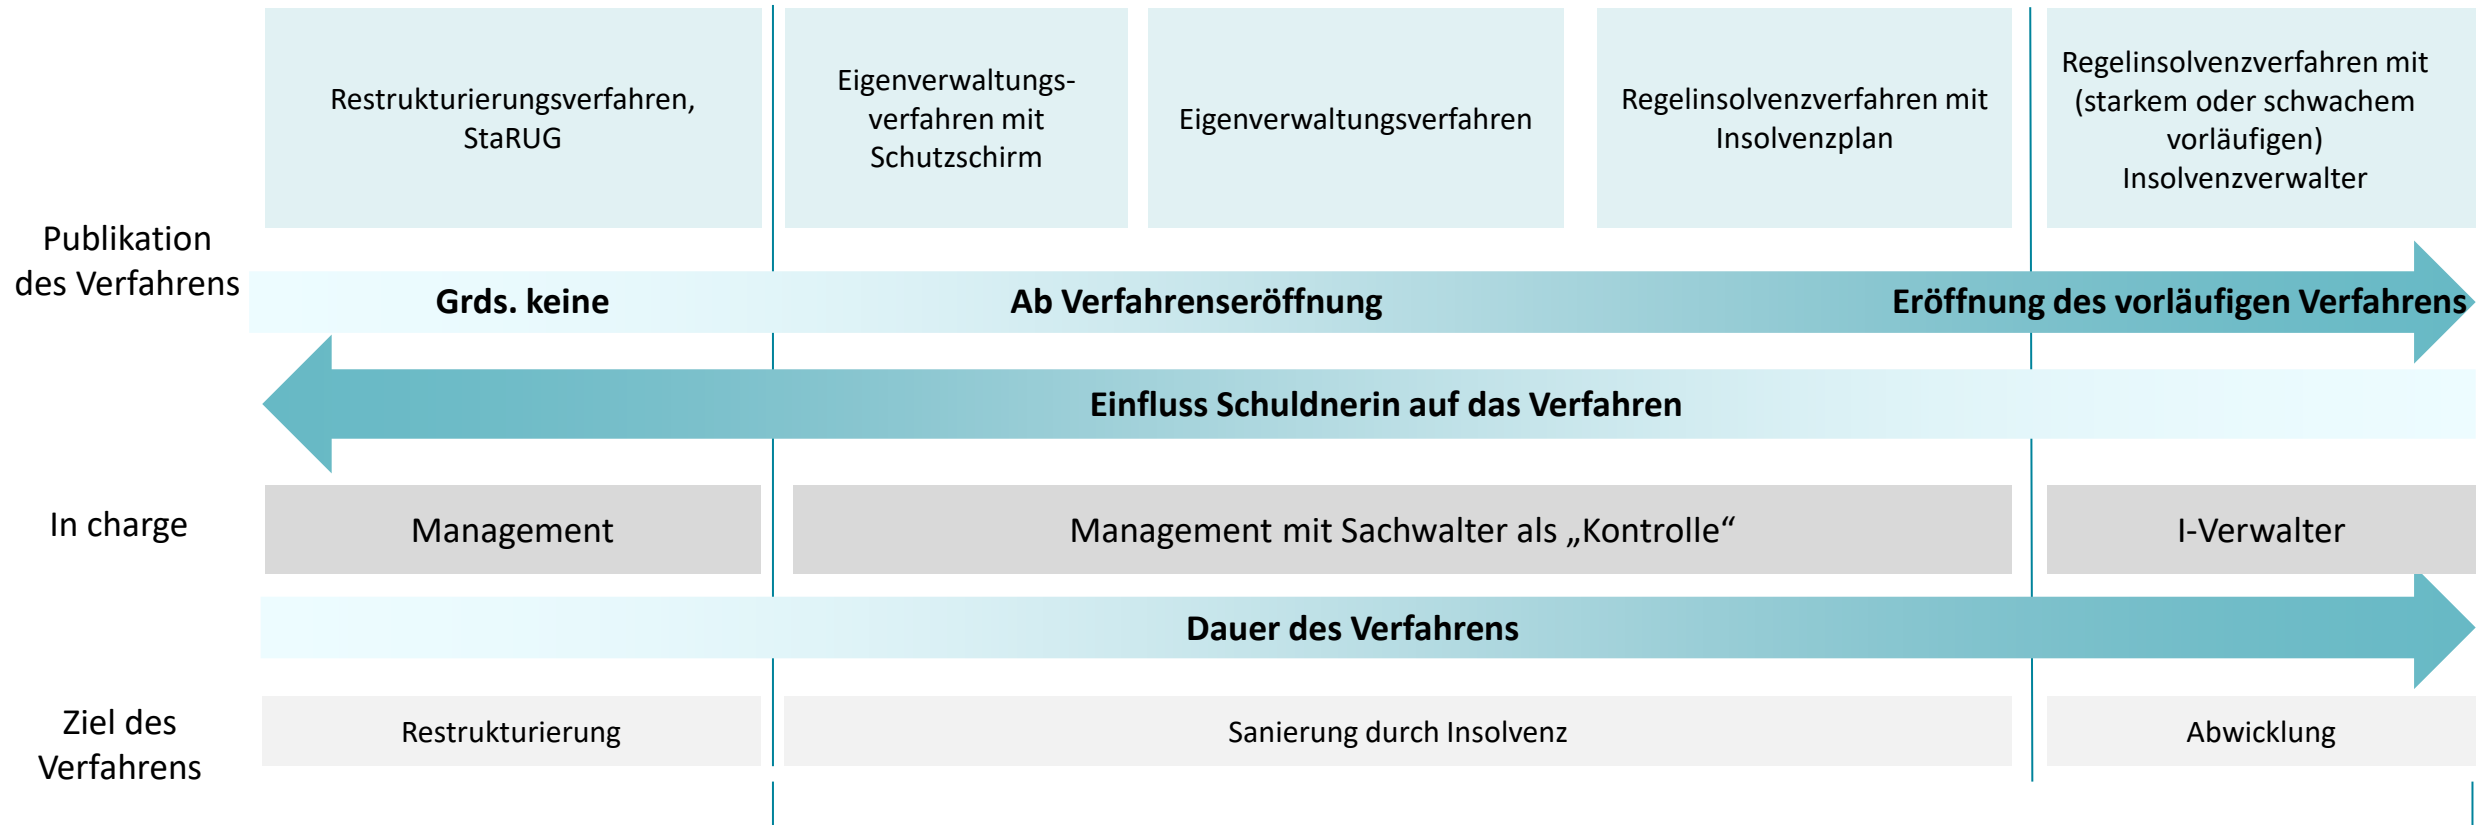 Restrukturierungsverfahren,
StaRUG
Eigenverwaltungs-
verfahren mit
Schutzschirm
Eigenverwaltungsverfahren
Regelinsolvenzverfahren mit
Insolvenzplan
Regelinsolvenzverfahren mit
(starkem oder schwachem
vorläufigen)
Insolvenzverwalter
Publikation
des Verfahrens
Grds. keine
Ab Verfahrenseröffnung
Eröffnung des vorläufigen Verfahrens
Einfluss Schuldnerin auf das Verfahren
In charge
Management
Management mit Sachwalter als „Kontrolle“
I-Verwalter
Dauer des Verfahrens
Ziel des
Verfahrens
Restrukturierung
Sanierung durch Insolvenz
Abwicklung